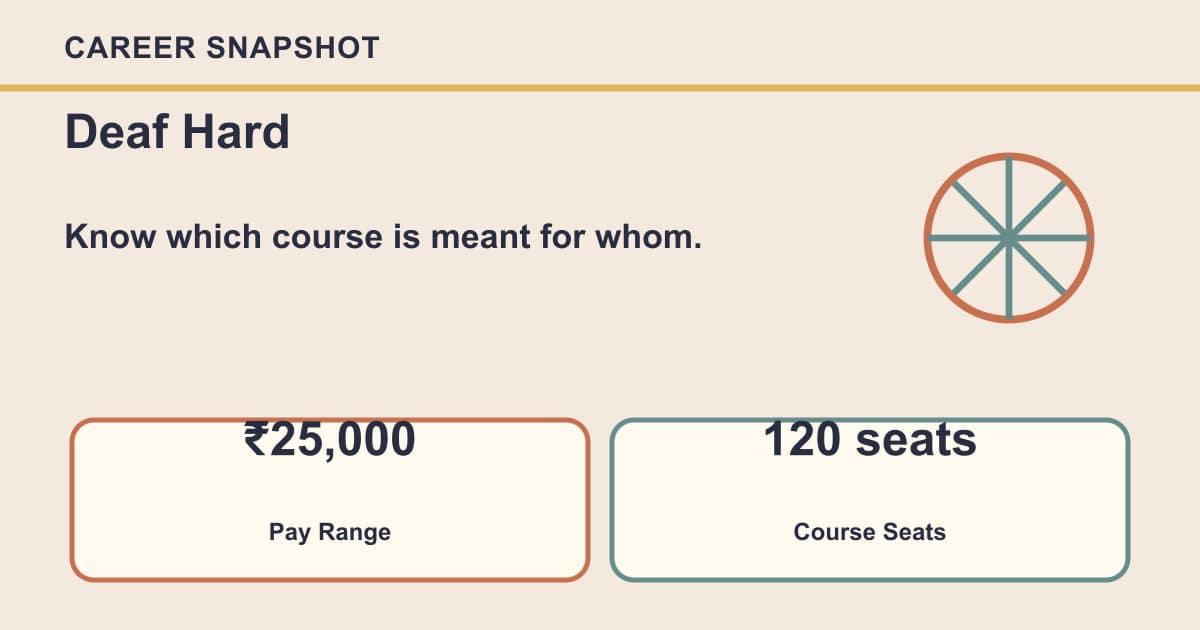 CAREER SNAPSHOT
Deaf Hard
Know which course is meant for whom.
₹25,000
120 seats
Pay Range
Course Seats